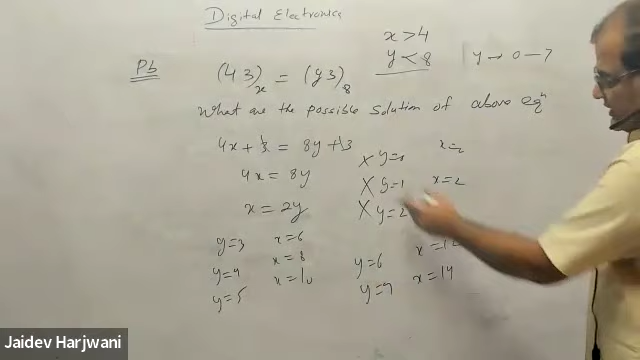 Digital Electronics
x > 4
y < 8 | y → 0 — 7
Pb (43)x = (y3)8
What are the possible solution of above eqn
4x + 3 = 8y + 3
4x = 8y
x = 2y
X y=0 x=
X y=1 x=2
X y=2
y=3 x=6
y=4 x=8
y=5 x=10
y=6 x=12
y=7 x=14
Jaidev Harjwani